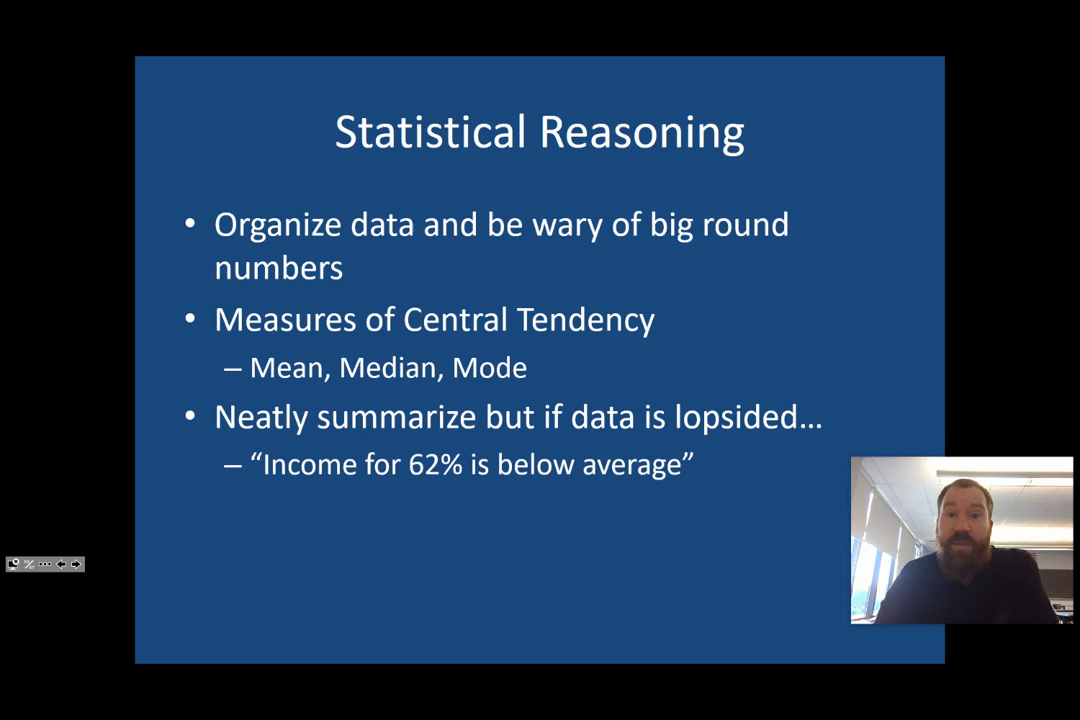 Statistical Reasoning
• Organize data and be wary of big round
numbers
• Measures of Central Tendency
– Mean, Median, Mode
• Neatly summarize but if data is lopsided…
– “Income for 62% is below average”